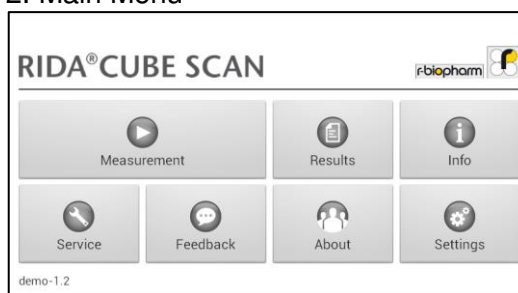 2. Main Menu
RIDA®CUBE SCAN
r-biopharm
Measurement
Results
Info
Service
Feedback
About
Settings
demo-1.2